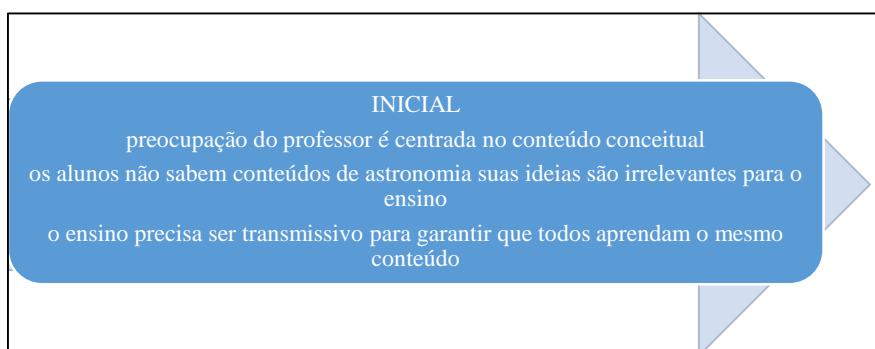 INICIAL
preocupação do professor é centrada no conteúdo conceitual
os alunos não sabem conteúdos de astronomia suas ideias são irrelevantes para o
ensino
o ensino precisa ser transmissivo para garantir que todos aprendam o mesmo
conteúdo